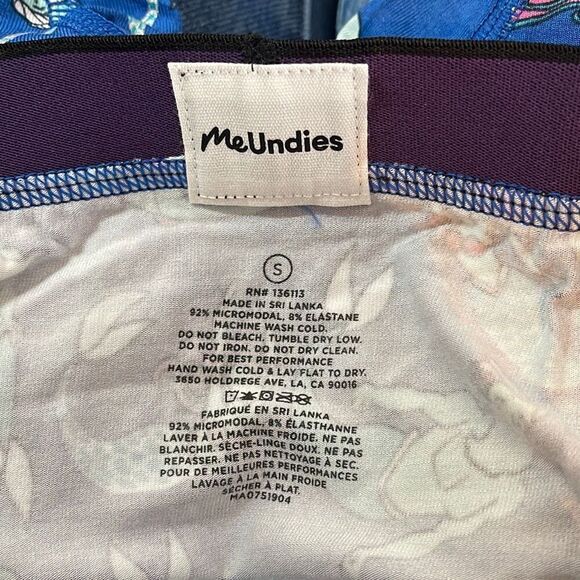 MeUndies
S
RN# 136113
MADE IN SRI LANKA
92% MICROMODAL, 8% ELASTANE
MACHINE WASH COLD.
DO NOT BLEACH. TUMBLE DRY LOW.
DO NOT IRON. DO NOT DRY CLEAN.
FOR BEST PERFORMANCE
HAND WASH COLD & LAY FLAT TO DRY.
3650 HOLDREGE AVE, LA, CA 90016
FABRIQUÉ EN SRI LANKA
92% MICROMODAL, 8% ÉLASTHANNE
LAVER À LA MACHINE FROIDE. NE PAS
BLANCHIR. SÈCHE-LINGE DOUX. NE PAS
REPASSER. NE PAS NETTOYAGE À SEC.
POUR DE MEILLEURES PERFORMANCES
LAVAGE À LA MAIN FROIDE
SÉCHER À PLAT.
MA0751904